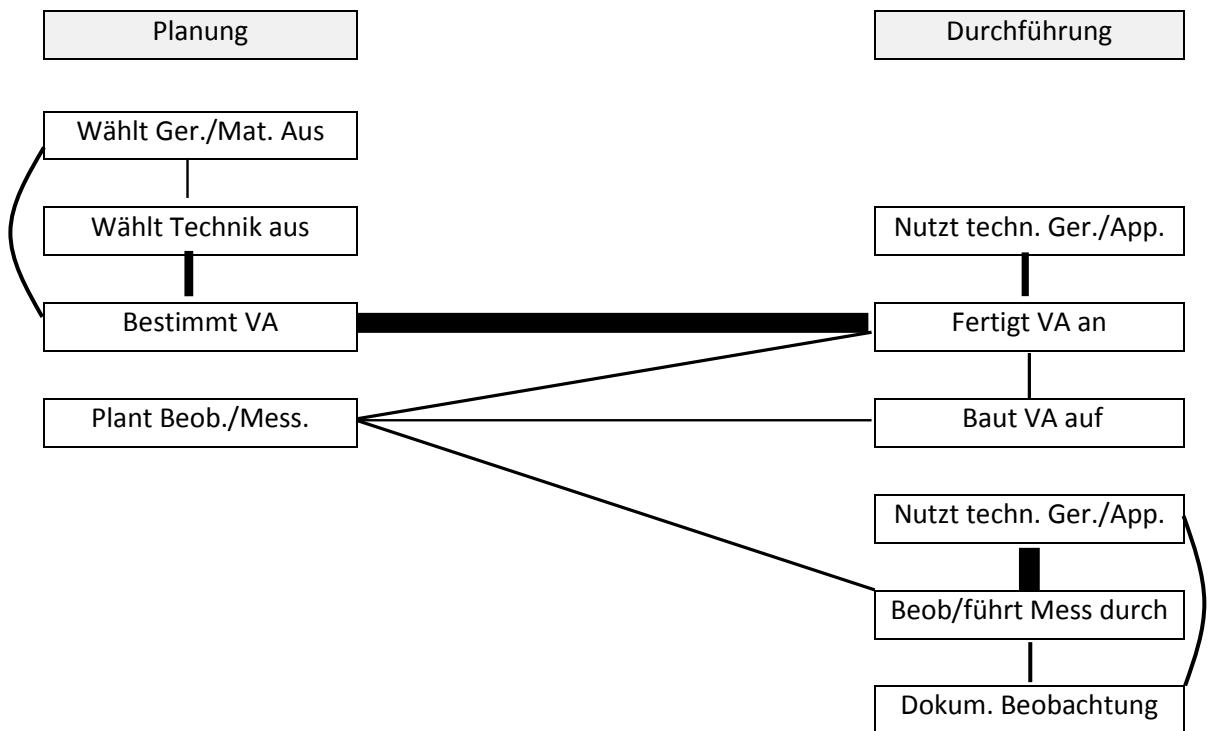 Planung
Durchführung
Wählt Ger./Mat. Aus
Wählt Technik aus
Nutzt techn. Ger./App.
Bestimmt VA
Fertigt VA an
Plant Beob./Mess.
Baut VA auf
Nutzt techn. Ger./App.
Beob/führt Mess durch
Dokum. Beobachtung